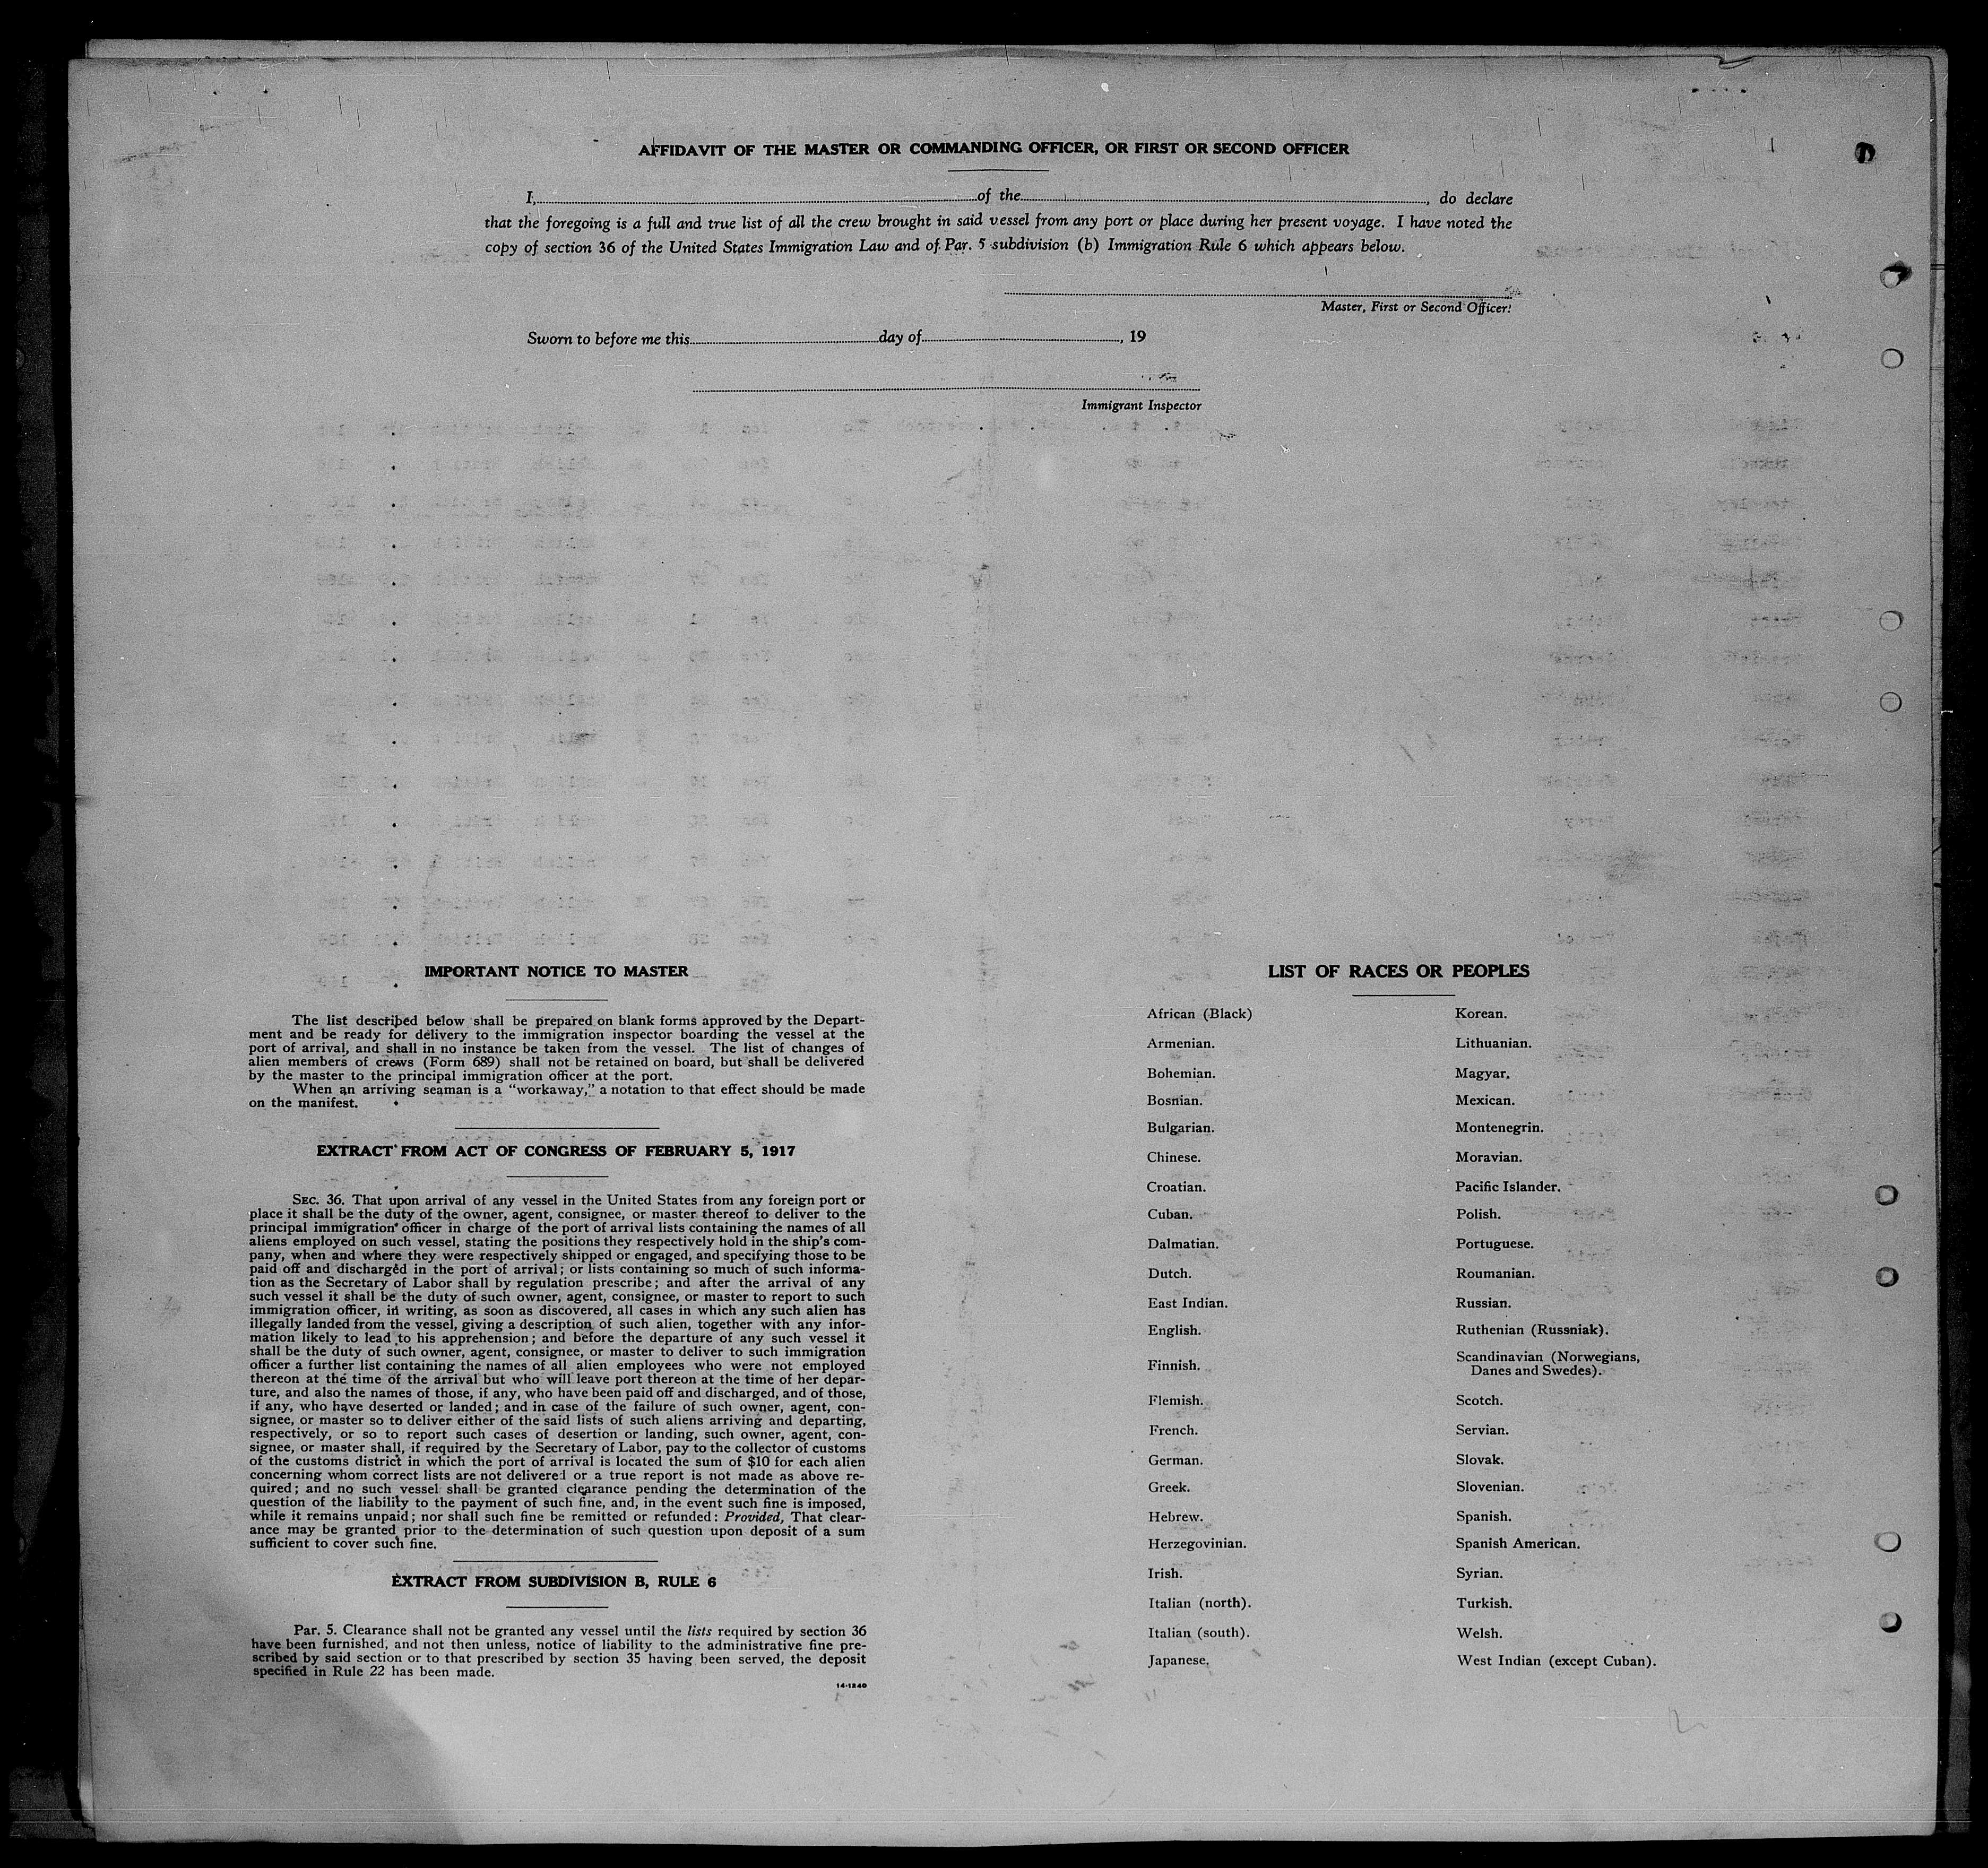 AFFIDAVIT OF THE MASTER OR COMMANDING OFFICER, OR FIRST OR SECOND OFFICER
I, of the , do declare
that the foregoing is a full and true list of all the crew brought in said vessel from any port or place during her present voyage. I have noted the
copy of section 36 of the United States Immigration Law and of Par. 5 subdivision (b) Immigration Rule 6 which appears below.
Master, First or Second Officer.
Sworn to before me this day of , 19
Immigrant Inspector
IMPORTANT NOTICE TO MASTER
The list described below shall be prepared on blank forms approved by the Depart-
ment and be ready for delivery to the immigration inspector boarding the vessel at the
port of arrival, and shall in no instance be taken from the vessel. The list of changes of
alien members of crews (Form 689) shall not be retained on board, but shall be delivered
by the master to the principal immigration officer at the port.
When an arriving seaman is a "workaway," a notation to that effect should be made
on the manifest.
EXTRACT FROM ACT OF CONGRESS OF FEBRUARY 5, 1917
SEC. 36. That upon arrival of any vessel in the United States from any foreign port or
place it shall be the duty of the owner, agent, consignee, or master thereof to deliver to the
principal immigration officer in charge of the port of arrival lists containing the names of all
aliens employed on such vessel, stating the positions they respectively hold in the ship's com-
pany, when and where they were respectively shipped or engaged, and specifying those to be
paid off and discharged in the port of arrival; or lists containing so much of such informa-
tion as the Secretary of Labor shall by regulation prescribe; and after the arrival of any
such vessel it shall be the duty of such owner, agent, consignee, or master to report to such
immigration officer, in writing, as soon as discovered, all cases in which any such alien has
illegally landed from the vessel, giving a description of such alien, together with any infor-
mation likely to lead to his apprehension; and before the departure of any such vessel it
shall be the duty of such owner, agent, consignee, or master to deliver to such immigration
officer a further list containing the names of all alien employees who were not employed
thereon at the time of the arrival but who will leave port thereon at the time of her depar-
ture, and also the names of those, if any, who have been paid off and discharged, and of those,
if any, who have deserted or landed; and in case of the failure of such owner, agent, con-
signee, or master so to deliver either of the said lists of such aliens arriving and departing,
respectively, or so to report such cases of desertion or landing, such owner, agent, con-
signee, or master shall, if required by the Secretary of Labor, pay to the collector of customs
of the customs district in which the port of arrival is located the sum of $10 for each alien
concerning whom correct lists are not delivered or a true report is not made as above re-
quired; and no such vessel shall be granted clearance pending the determination of the
question of the liability to the payment of such fine, and, in the event such fine is imposed,
while it remains unpaid; nor shall such fine be remitted or refunded: Provided, That clear-
ance may be granted prior to the determination of such question upon deposit of a sum
sufficient to cover such fine.
EXTRACT FROM SUBDIVISION B, RULE 6
Par. 5. Clearance shall not be granted any vessel until the lists required by section 36
have been furnished, and not then unless, notice of liability to the administrative fine pre-
scribed by said section or to that prescribed by section 35 having been served, the deposit
specified in Rule 22 has been made.
14-1240
LIST OF RACES OR PEOPLES
African (Black)
Armenian.
Bohemian.
Bosnian.
Bulgarian.
Chinese.
Croatian.
Cuban.
Dalmatian.
Dutch.
East Indian.
English.
Finnish.
Flemish.
French.
German.
Greek.
Hebrew.
Herzegovinian.
Irish.
Italian (north).
Italian (south).
Japanese.
Korean.
Lithuanian.
Magyar.
Mexican.
Montenegrin.
Moravian.
Pacific Islander.
Polish.
Portuguese.
Roumanian.
Russian.
Ruthenian (Russniak).
Scandinavian (Norwegians,
Danes and Swedes).
Scotch.
Servian.
Slovak.
Slovenian.
Spanish.
Spanish American.
Syrian.
Turkish.
Welsh.
West Indian (except Cuban).